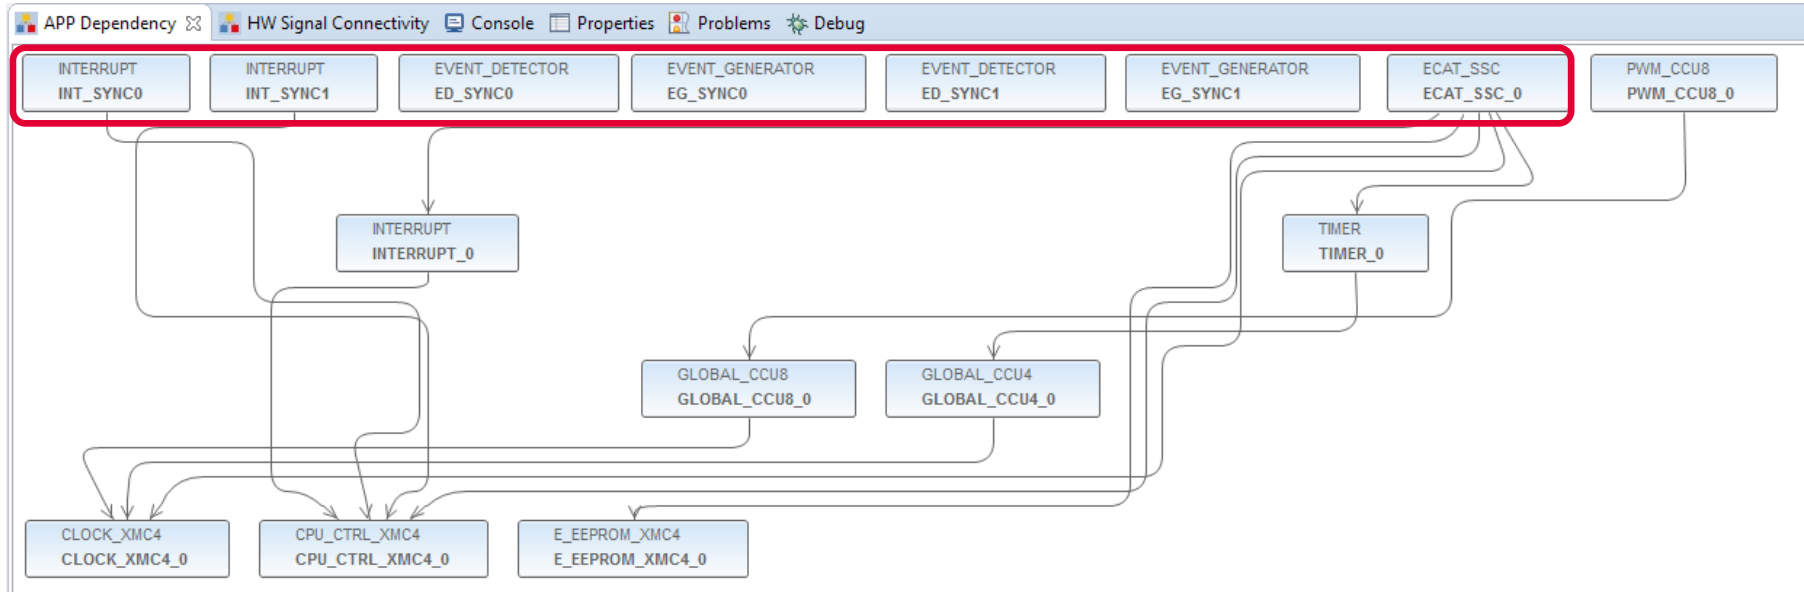 APP Dependency HW Signal Connectivity Console Properties Problems Debug
INTERRUPT
INT_SYNC0
INTERRUPT
INT_SYNC1
EVENT_DETECTOR
ED_SYNC0
EVENT_GENERATOR
EG_SYNC0
EVENT_DETECTOR
ED_SYNC1
EVENT_GENERATOR
EG_SYNC1
ECAT_SSC
ECAT_SSC_0
PWM_CCU8
PWM_CCU8_0
INTERRUPT
INTERRUPT_0
TIMER
TIMER_0
GLOBAL_CCU8
GLOBAL_CCU8_0
GLOBAL_CCU4
GLOBAL_CCU4_0
CLOCK_XMC4
CLOCK_XMC4_0
CPU_CTRL_XMC4
CPU_CTRL_XMC4_0
E_EEPROM_XMC4
E_EEPROM_XMC4_0